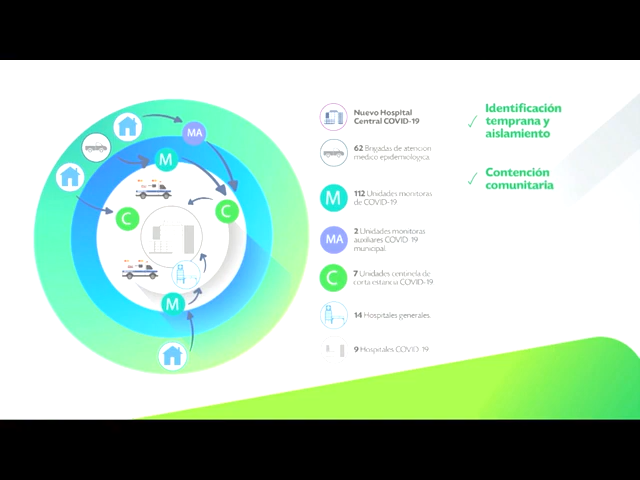 MA
M
C
C
M
Nuevo Hospital
Central COVID-19
62 Brigadas de atención
médico epidemiológica.
M
112 Unidades monitoras
de COVID-19
MA
2 Unidades monitoras
auxiliares COVID-19
municipal
C
7 Unidades centinela de
corta estancia COVID-19
14 Hospitales generales.
9 Hospitales COVID-19
✓ Identificación
temprana y
aislamiento
✓ Contención
comunitaria